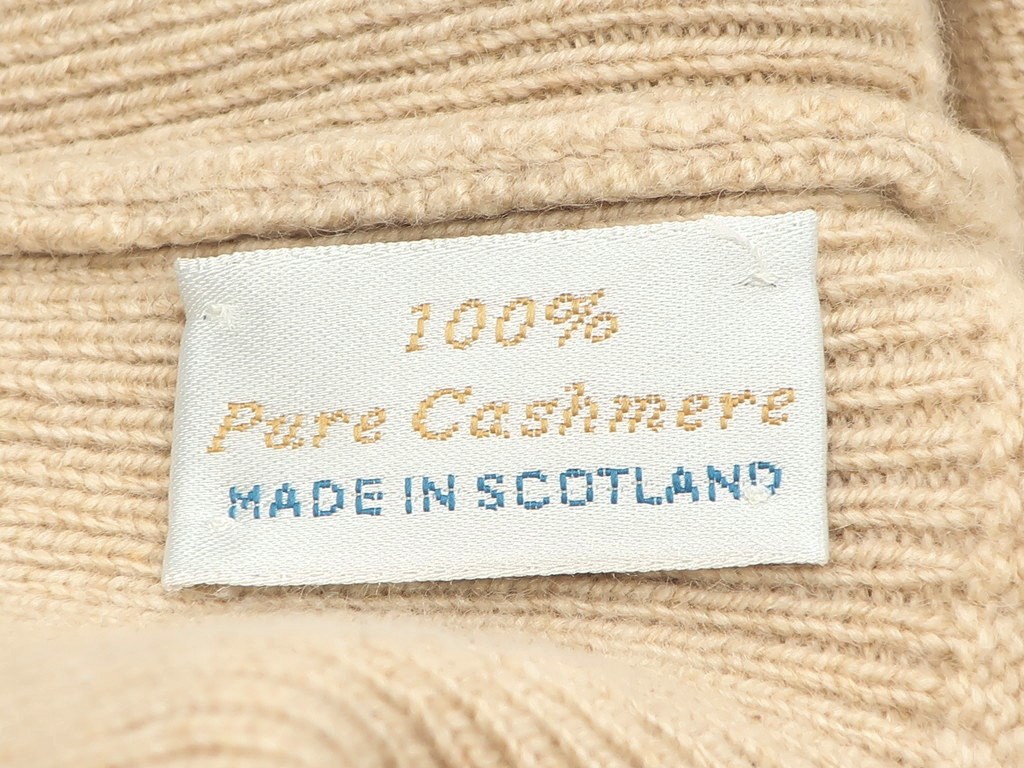 100%
Pure Cashmere
MADE IN SCOTLAND